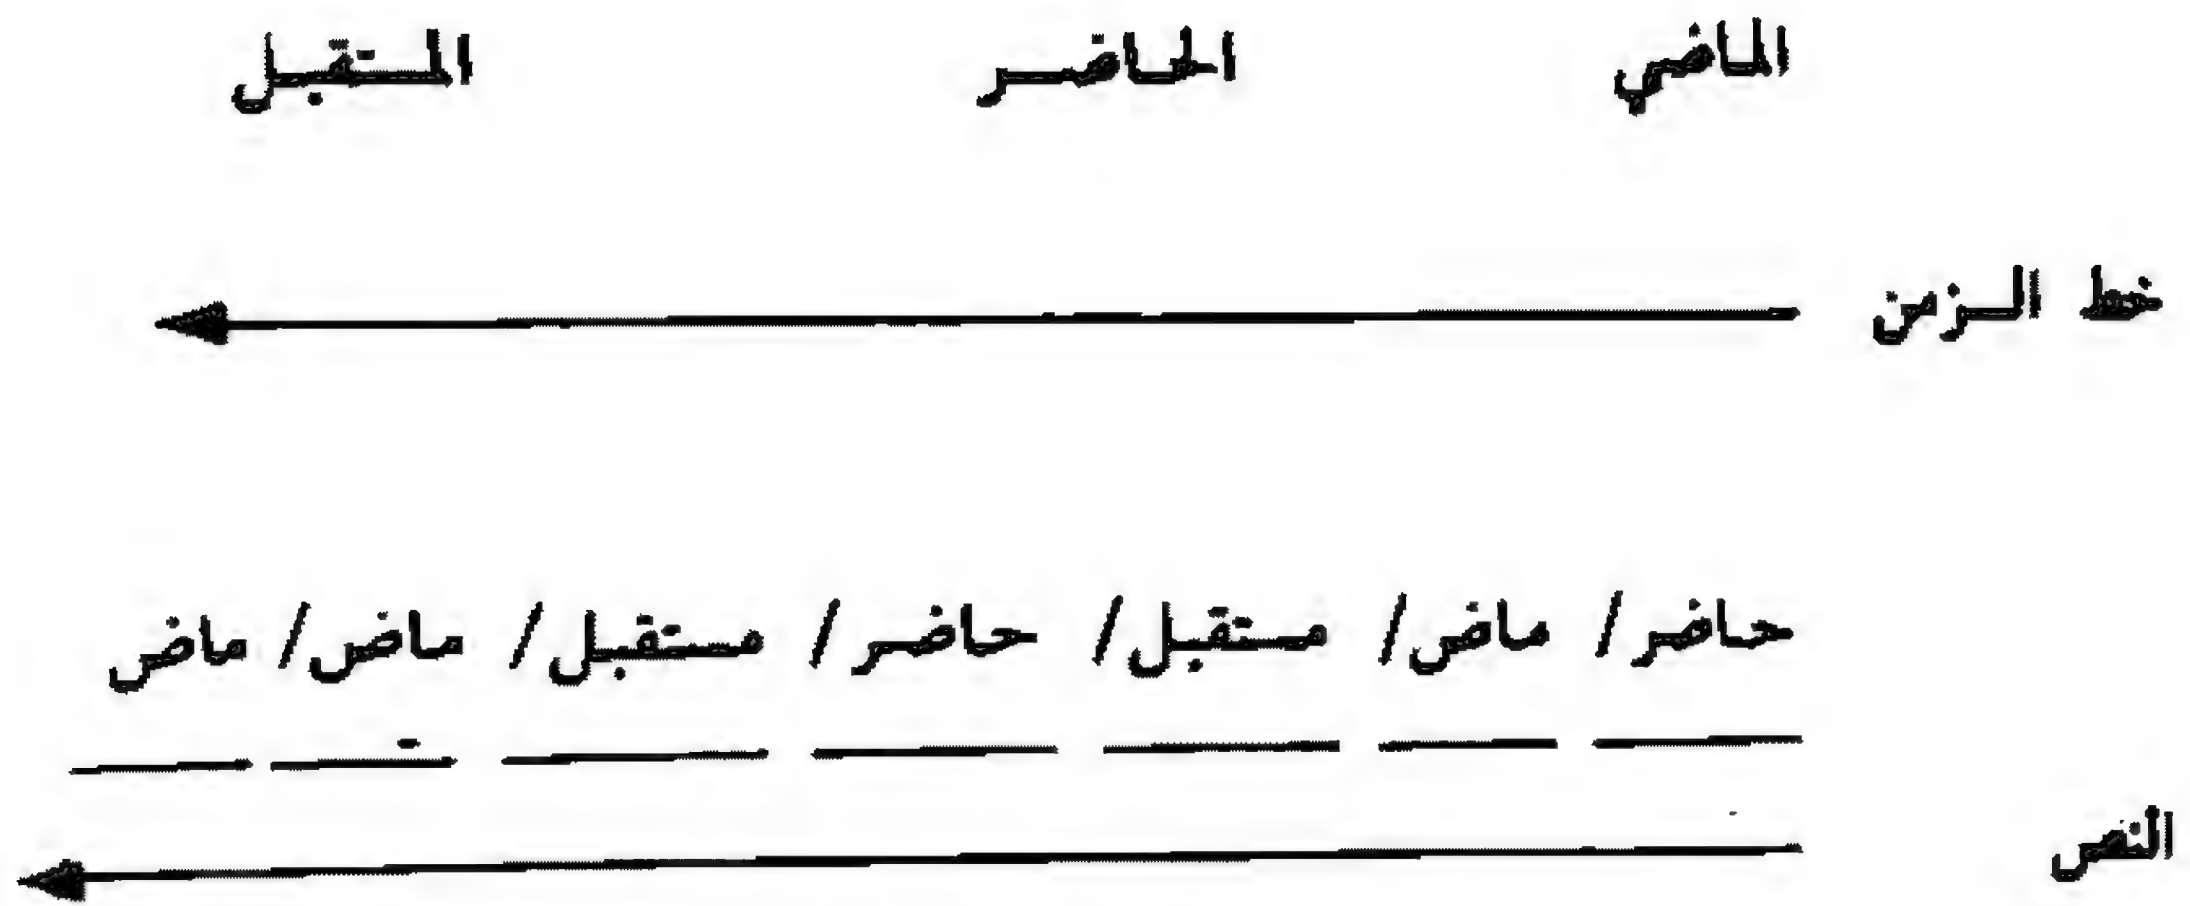 الماضي الحاضر المستقبل
خط الزمن
حاضر/ ماض/ مستقبل/ حاضر/ مستقبل/ ماض/ ماض
النص